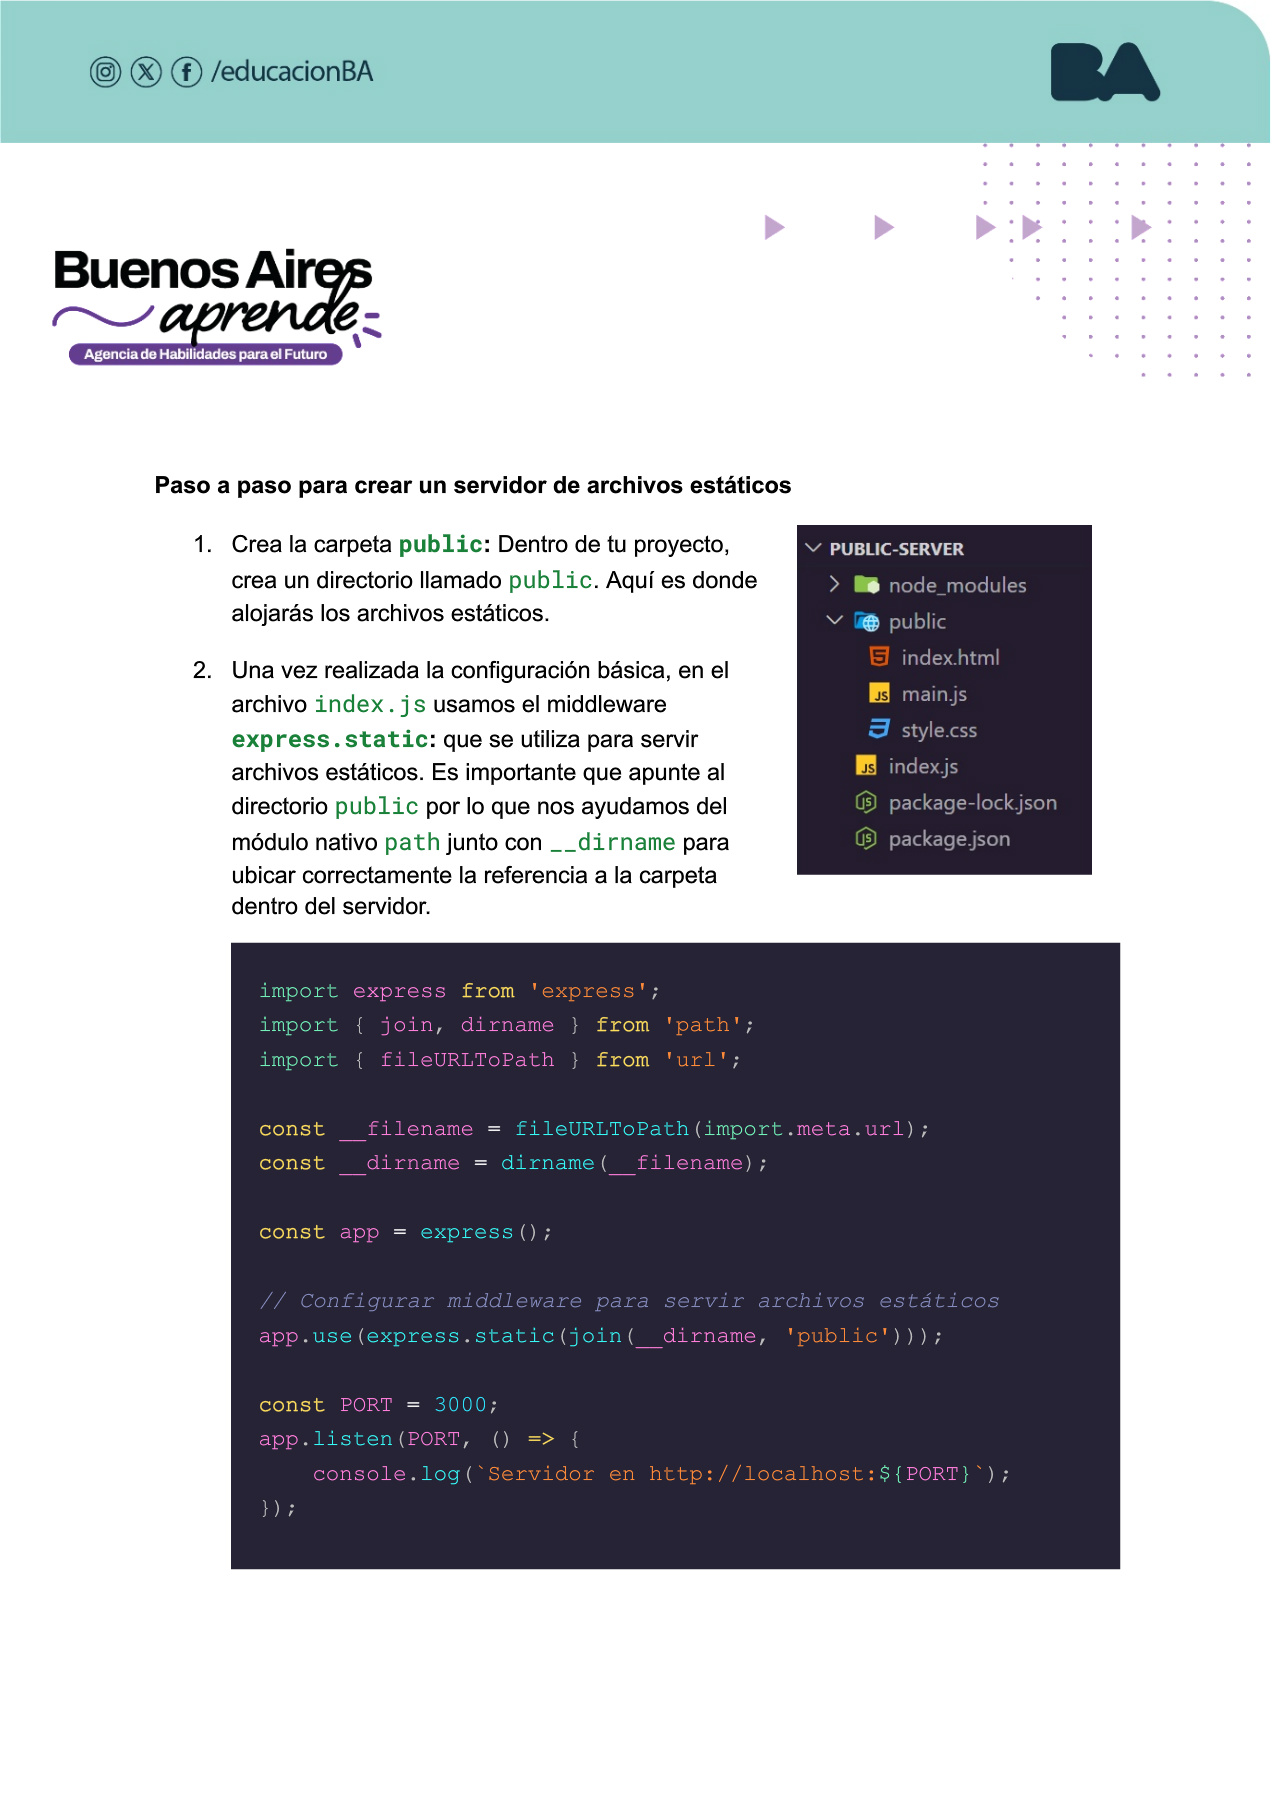 /educacionBA
BA
Buenos Aires
aprende
Agencia de Habilidades para el Futuro
Paso a paso para crear un servidor de archivos estáticos
1. Crea la carpeta public: Dentro de tu proyecto,
crea un directorio llamado public. Aquí es donde
alojarás los archivos estáticos.
2. Una vez realizada la configuración básica, en el
archivo index.js usamos el middleware
express.static: que se utiliza para servir
archivos estáticos. Es importante que apunte al
directorio public por lo que nos ayudamos del
módulo nativo path junto con __dirname para
ubicar correctamente la referencia a la carpeta
dentro del servidor.
PUBLIC-SERVER
node_modules
public
index.html
JS main.js
style.css
JS index.js
package-lock.json
package.json
import express from 'express';
import { join, dirname } from 'path';
import { fileURLToPath } from 'url';
const __filename = fileURLToPath(import.meta.url);
const __dirname = dirname(__filename);
const app = express();
// Configurar middleware para servir archivos estáticos
app.use(express.static(join(__dirname, 'public')));
const PORT = 3000;
app.listen(PORT, () => {
    console.log(`Servidor en http://localhost:${PORT}`);
});